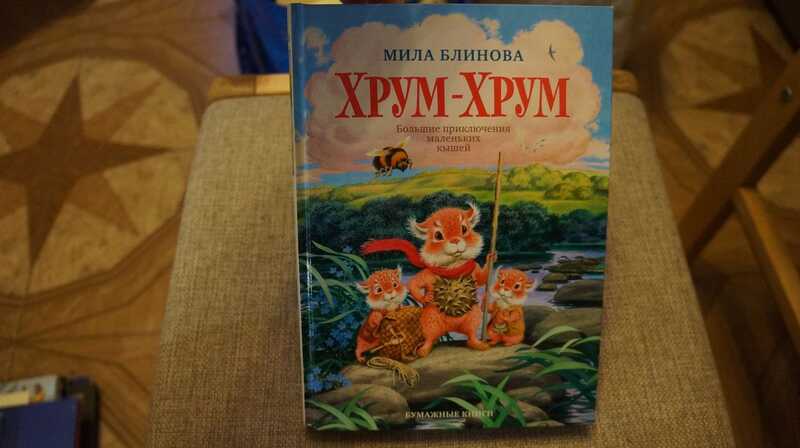 МИЛА БЛИНОВА
ХРУМ-ХРУМ
Большие приключения
маленьких
кышей
БУМАЖНЫЕ КНИГИ